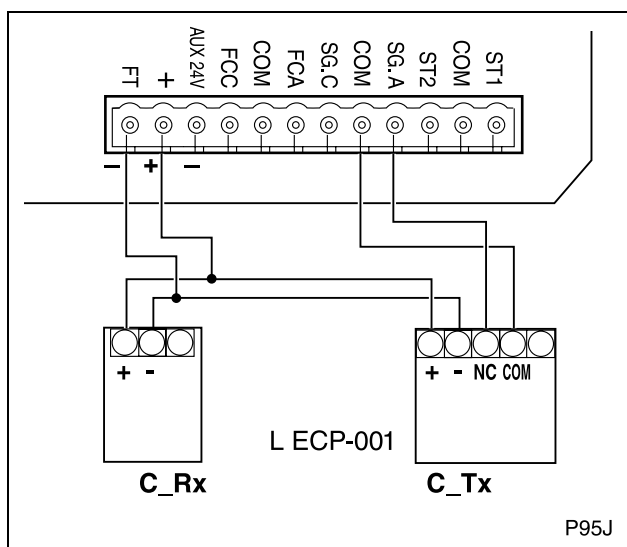 FT + AUX 24V FCC COM FCA SG.C COM SG.A ST2 COM ST1
− + −
+ - + - NC COM
L ECP-001
C_Rx C_Tx
P95J